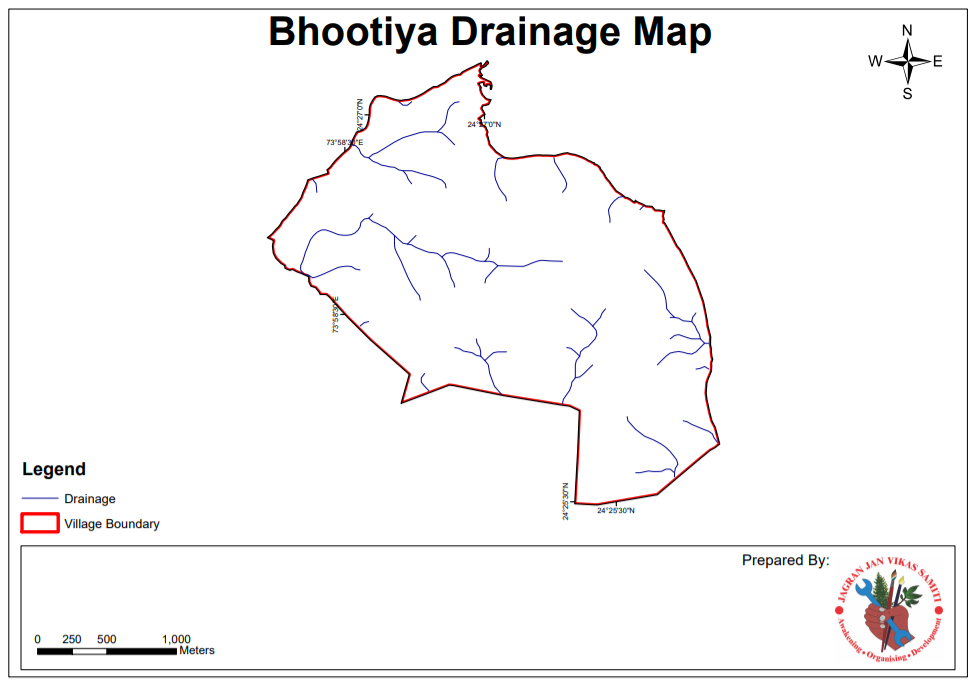 Bhootiya Drainage Map
N
W E
S
24°27'0"N
24°27'0"N
73°58'30"E
73°58'30"E
24°25'30"N
24°25'30"N
Legend
Drainage
Village Boundary
Prepared By:
JAGRAN JAN VIKAS SAMITI
Awakening • Organising • Development
0 250 500 1,000
Meters